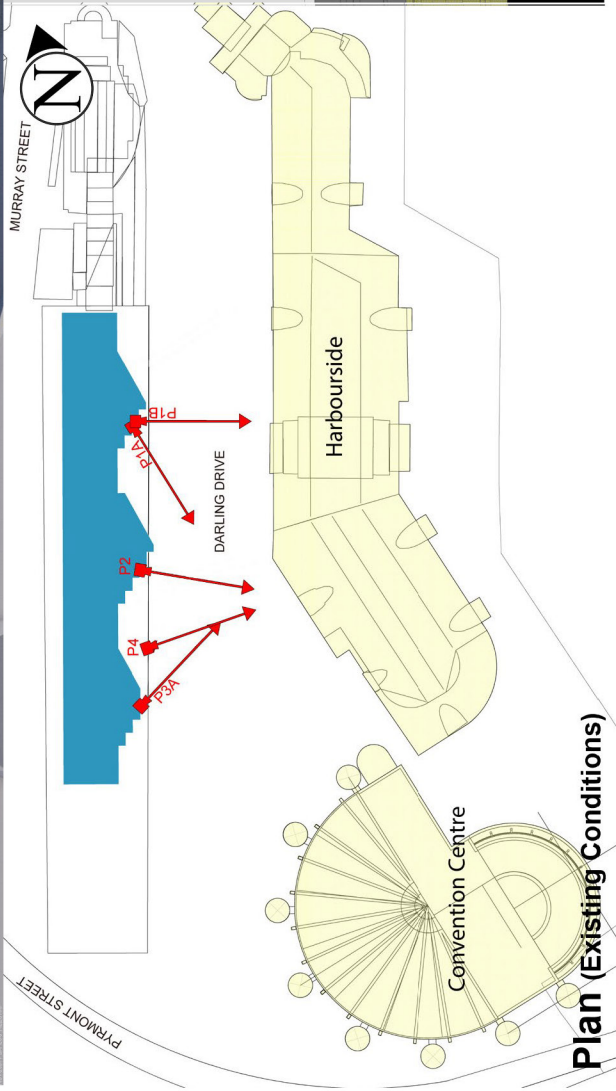 N
MURRAY STREET
P1B
P1A
DARLING DRIVE
Harbourside
P2
P4
P3A
Convention Centre
PYRMONT STREET
Plan (Existing Conditions)